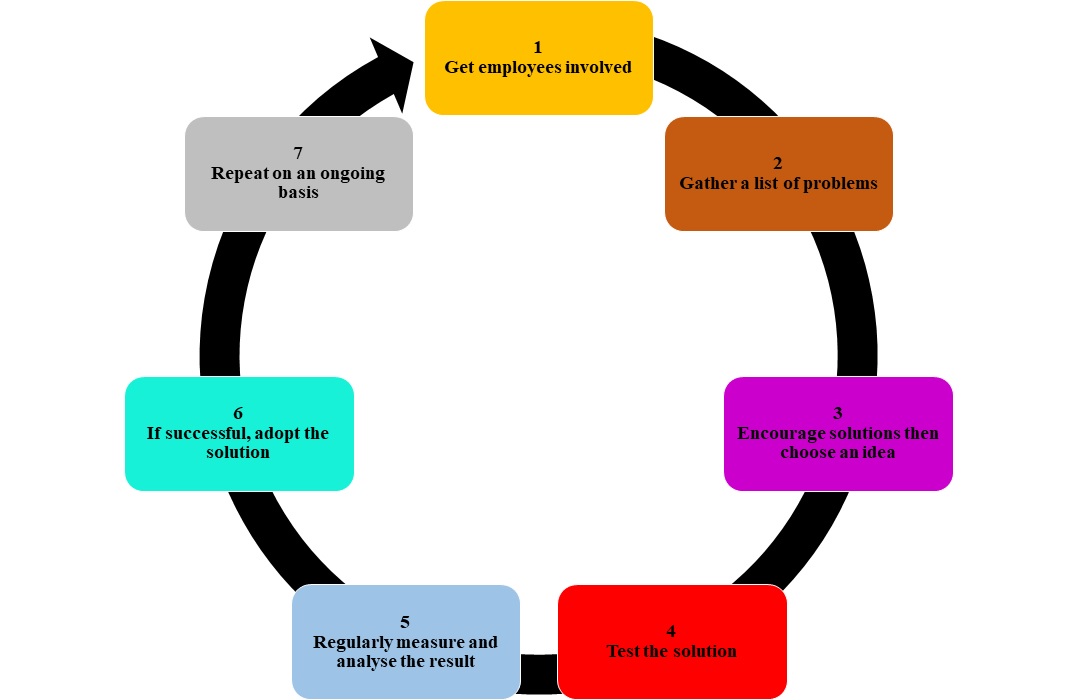 1
Get employees involved
2
Gather a list of problems
3
Encourage solutions then
choose an idea
4
Test the solution
5
Regularly measure and
analyse the result
6
If successful, adopt the
solution
7
Repeat on an ongoing
basis